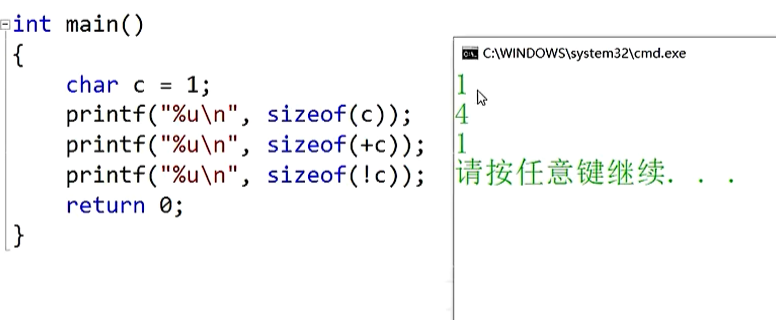 int main()
{
char c = 1;
printf("%u\n", sizeof(c));
printf("%u\n", sizeof(+c));
printf("%u\n", sizeof(!c));
return 0;
}
C:\WINDOWS\system32\cmd.exe
1
4
1
请按任意键继续. . .